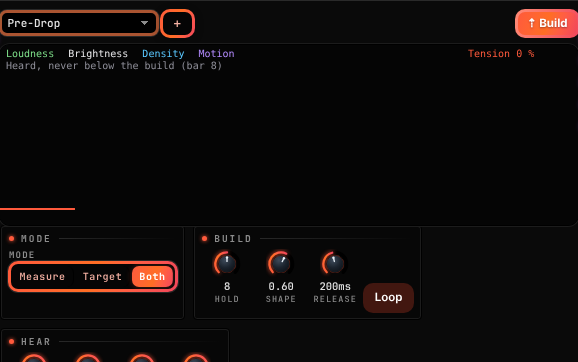 Pre-Drop + ↑ Build
Loudness Brightness Density Motion Tension 0 %
Heard, never below the build (bar 8)
MODE
MODE
Measure Target Both
BUILD
8 0.60 200ms
HOLD SHAPE RELEASE
Loop
HEAR